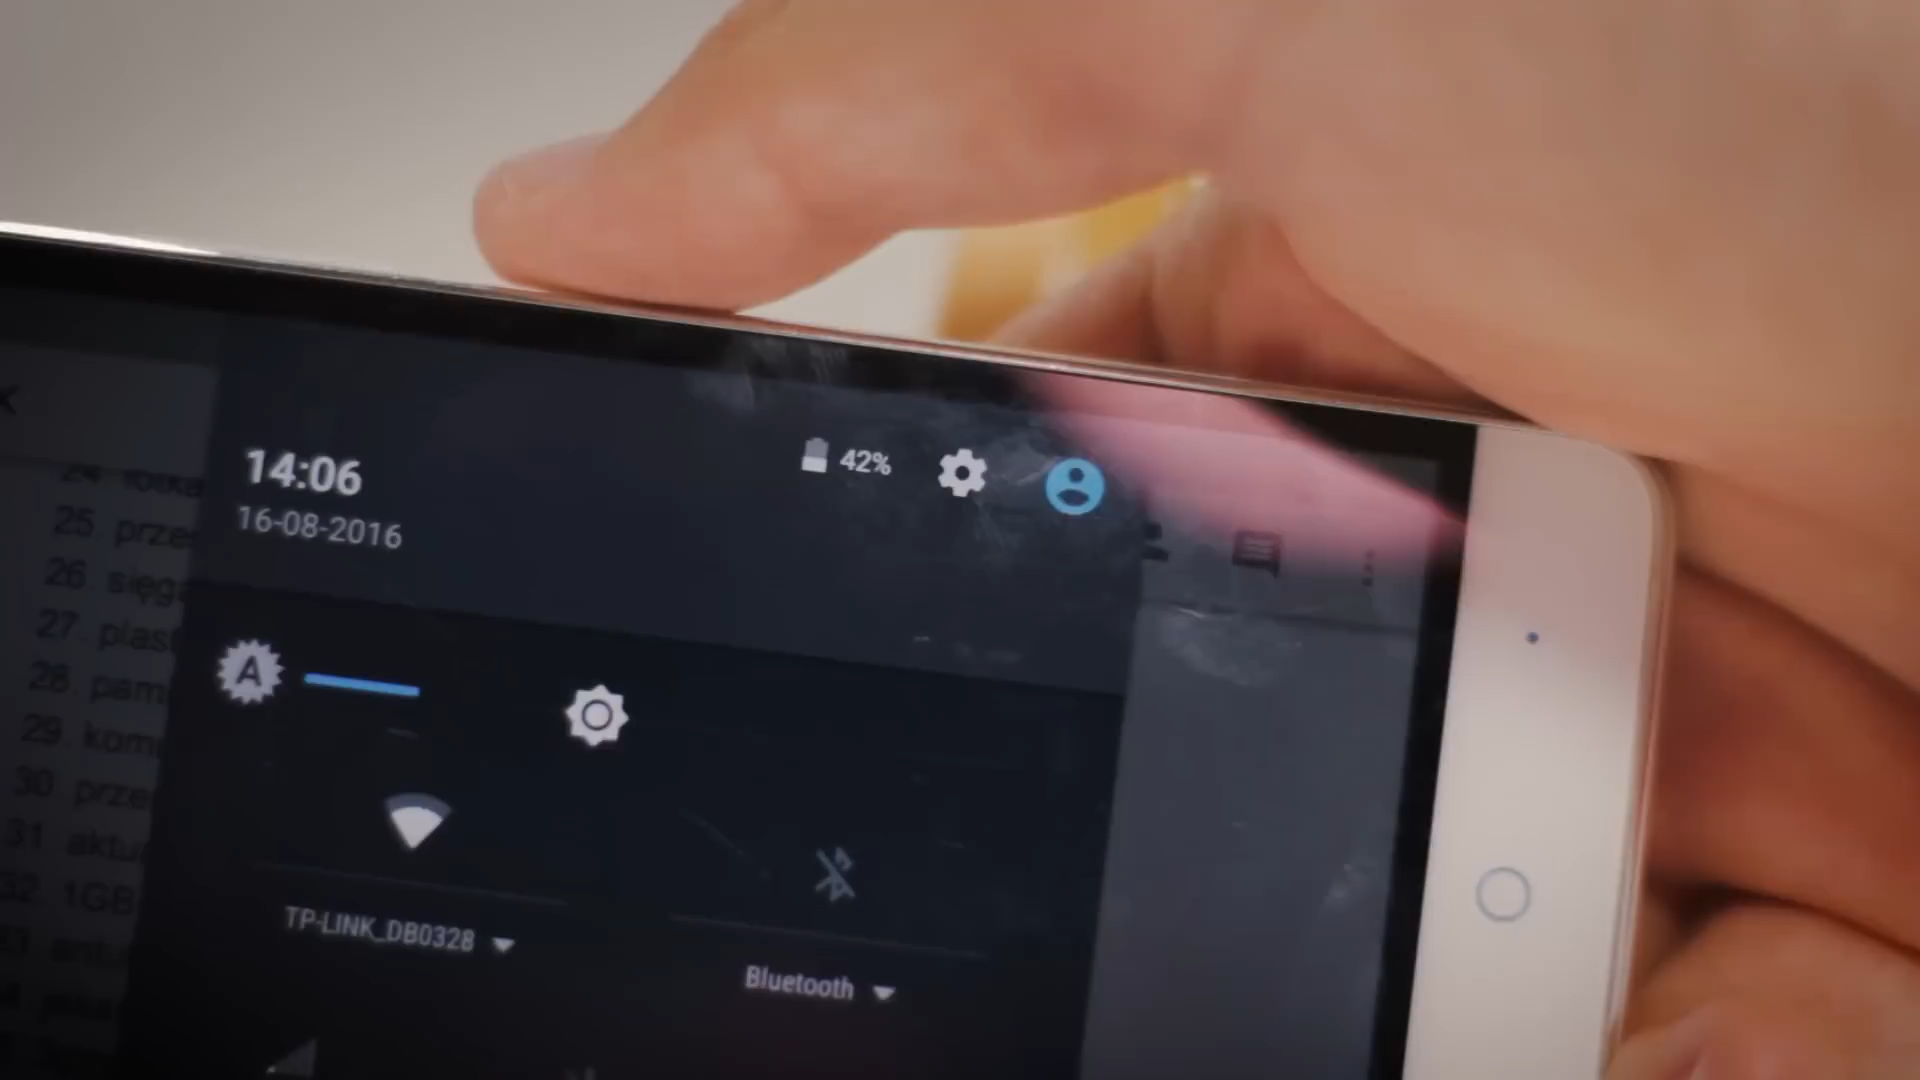 42%
14:06
16-08-2016
25. prze
26. sięg
27. plas
28. pam
29. kom
30. prze
31. aktu
32. 1GB
A
TP-LINK_DB0328
Bluetooth